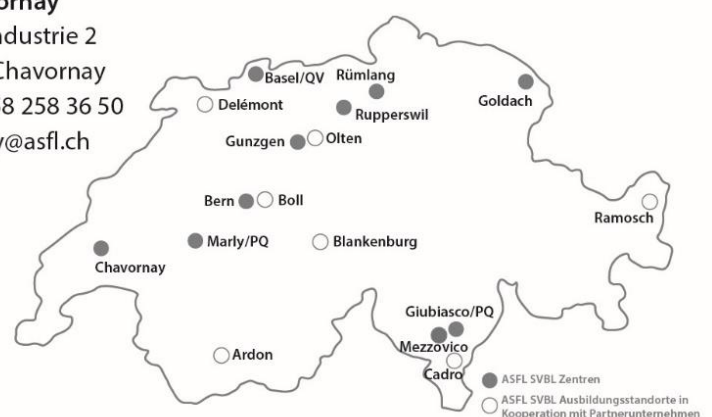 ornay
dustrie 2
Chavornay
8 258 36 50
@asfl.ch
Basel/QV
Rümlang
Goldach
Delémont
Rupperswil
Gunzgen
Olten
Bern
Boll
Ramosch
Marly/PQ
Blankenburg
Chavornay
Giubiasco/PQ
Mezzovico
Ardon
Cadro
ASFL SVBL Zentren
ASFL SVBL Ausbildungsstandorte in
Kooperation mit Partnerunternehmen